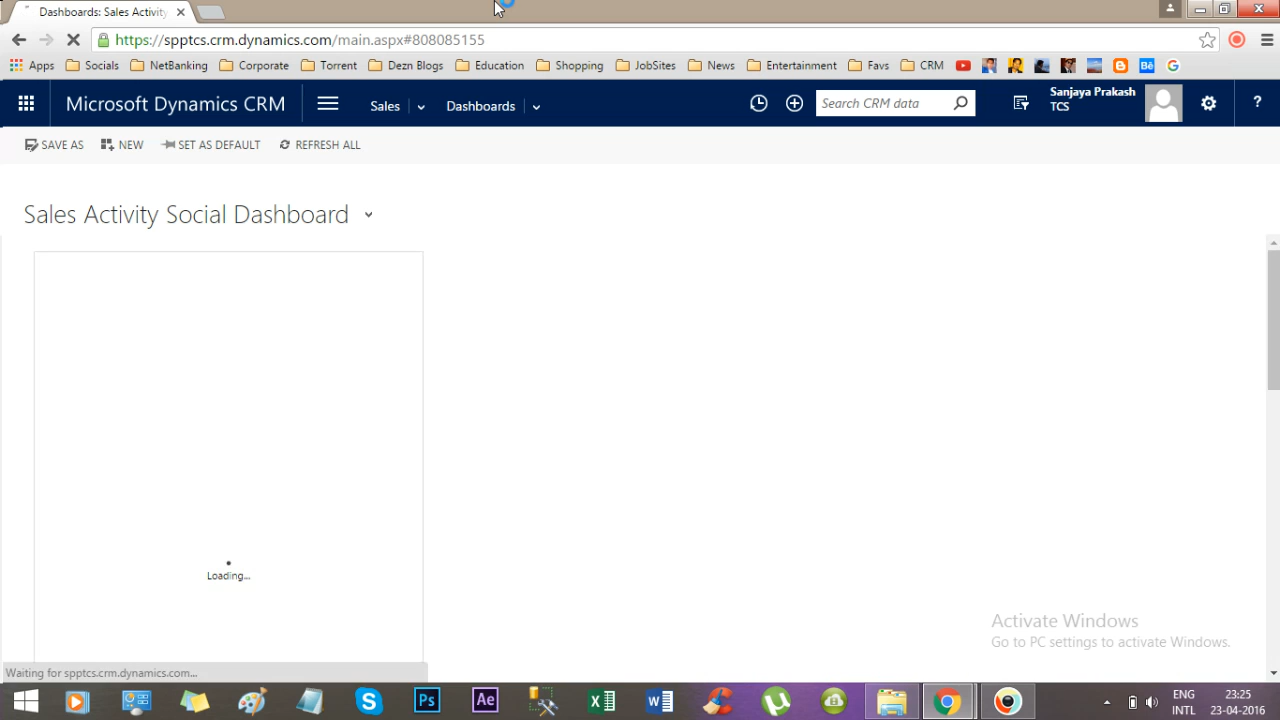 Dashboards: Sales Activity
https://spptcs.crm.dynamics.com/main.aspx#808085155
Apps Socials NetBanking Corporate Torrent Dezn Blogs Education Shopping JobSites News Entertainment Favs CRM
Microsoft Dynamics CRM Sales Dashboards Search CRM data Sanjaya Prakash
TCS
SAVE AS NEW SET AS DEFAULT REFRESH ALL
Sales Activity Social Dashboard
Loading...
Activate Windows
Go to PC settings to activate Windows.
Waiting for spptcs.crm.dynamics.com...
Ps Ae
ENG 23:25
INTL 23-04-2016